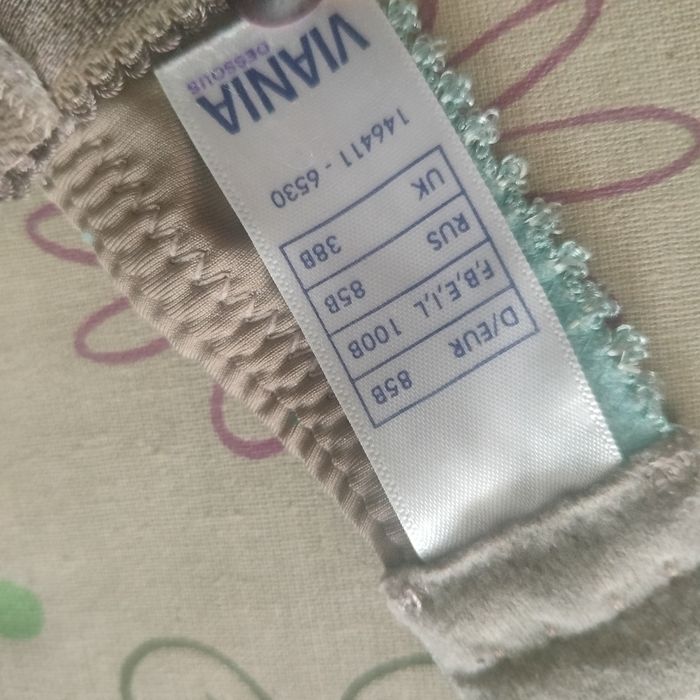 VIANIA
DESSOUS
146411 - 6530
UK 38B
RUS 85B
F,B,E,I,L 100B
D/EUR 85B